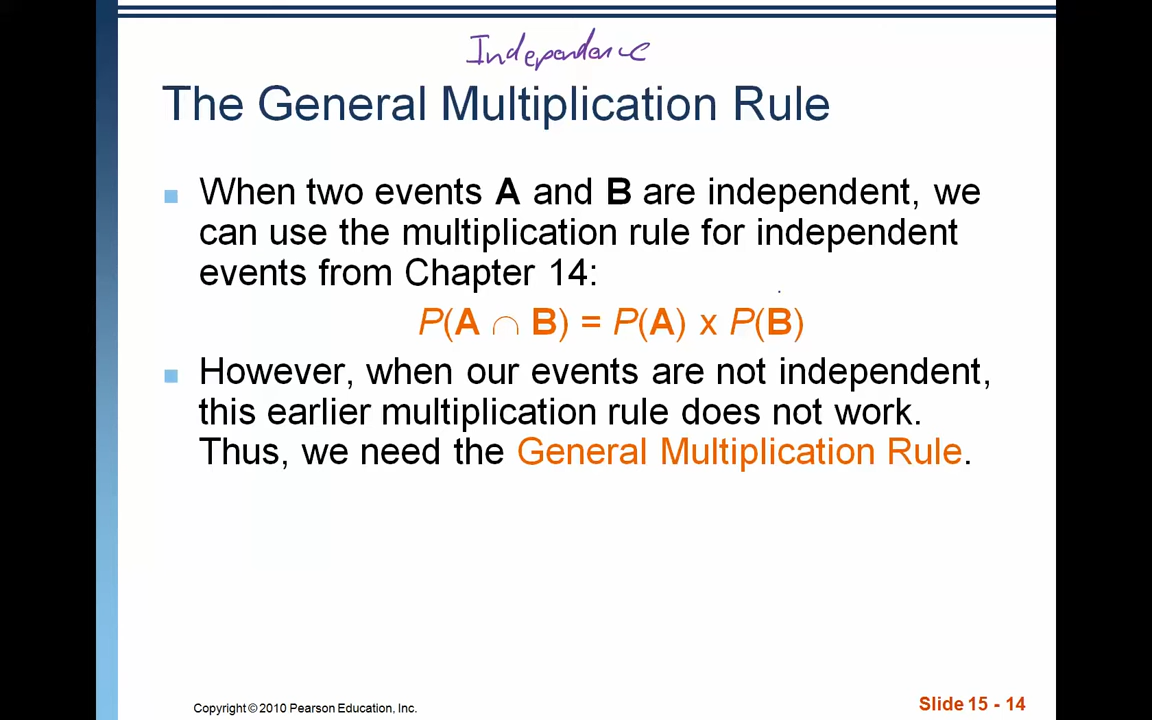 Independence
The General Multiplication Rule
When two events A and B are independent, we
can use the multiplication rule for independent
events from Chapter 14:
P(A ∩ B) = P(A) x P(B)
However, when our events are not independent,
this earlier multiplication rule does not work.
Thus, we need the General Multiplication Rule.
Copyright © 2010 Pearson Education, Inc.
Slide 15 - 14